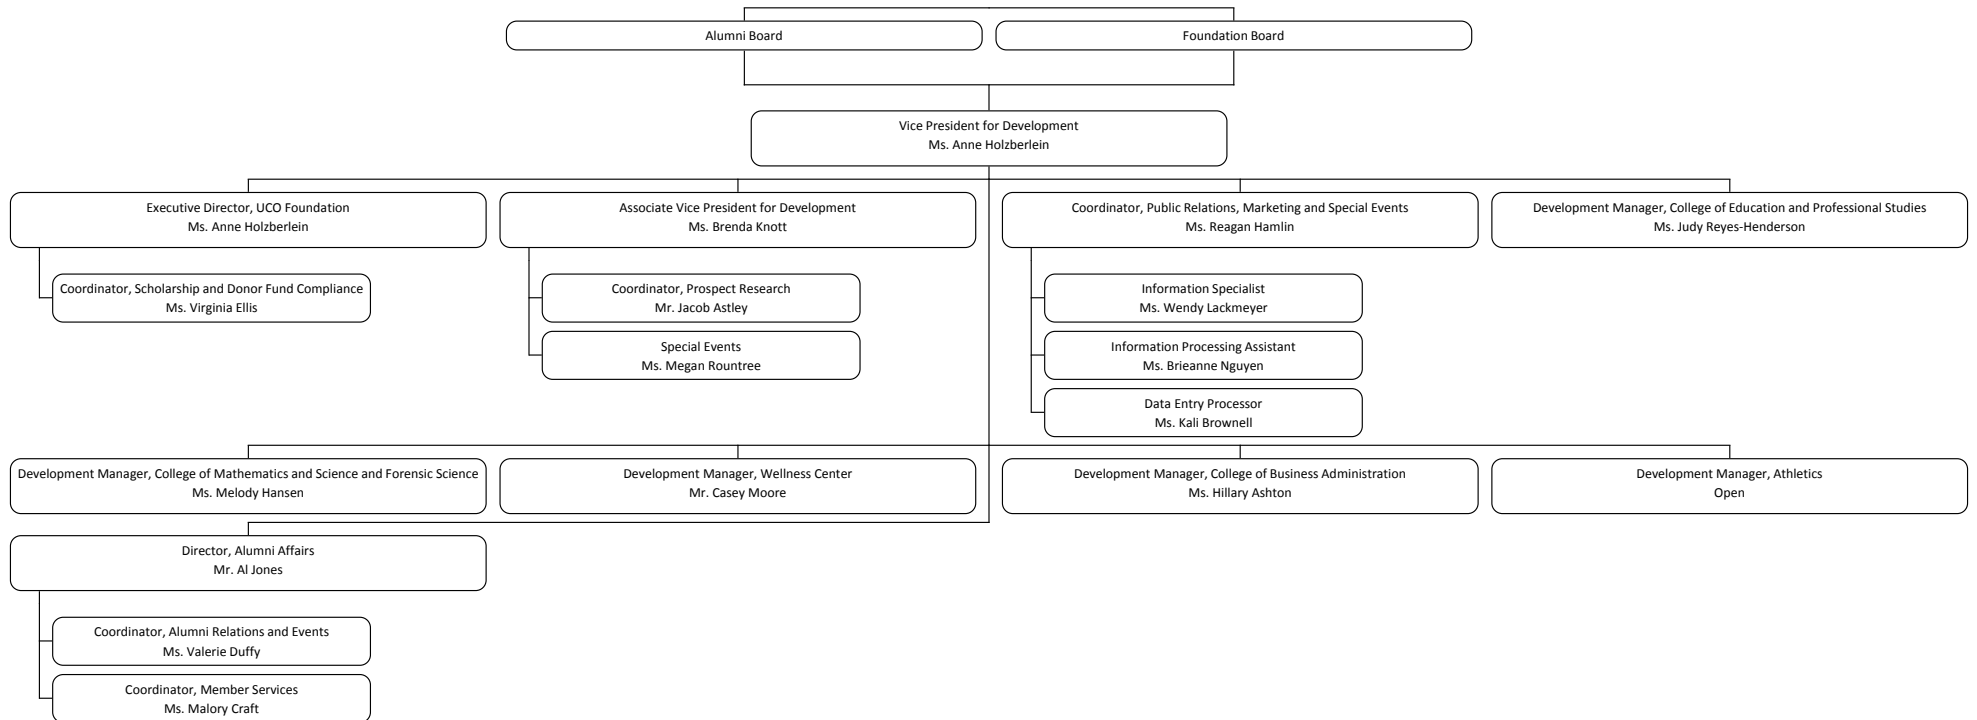 Alumni Board
Foundation Board
Vice President for Development
Ms. Anne Holzberlein
Executive Director, UCO Foundation
Ms. Anne Holzberlein
Associate Vice President for Development
Ms. Brenda Knott
Coordinator, Public Relations, Marketing and Special Events
Ms. Reagan Hamlin
Development Manager, College of Education and Professional Studies
Ms. Judy Reyes-Henderson
Coordinator, Scholarship and Donor Fund Compliance
Ms. Virginia Ellis
Coordinator, Prospect Research
Mr. Jacob Astley
Special Events
Ms. Megan Rountree
Information Specialist
Ms. Wendy Lackmeyer
Information Processing Assistant
Ms. Brieanne Nguyen
Data Entry Processor
Ms. Kali Brownell
Development Manager, College of Mathematics and Science and Forensic Science
Ms. Melody Hansen
Development Manager, Wellness Center
Mr. Casey Moore
Development Manager, College of Business Administration
Ms. Hillary Ashton
Development Manager, Athletics
Open
Director, Alumni Affairs
Mr. Al Jones
Coordinator, Alumni Relations and Events
Ms. Valerie Duffy
Coordinator, Member Services
Ms. Malory Craft